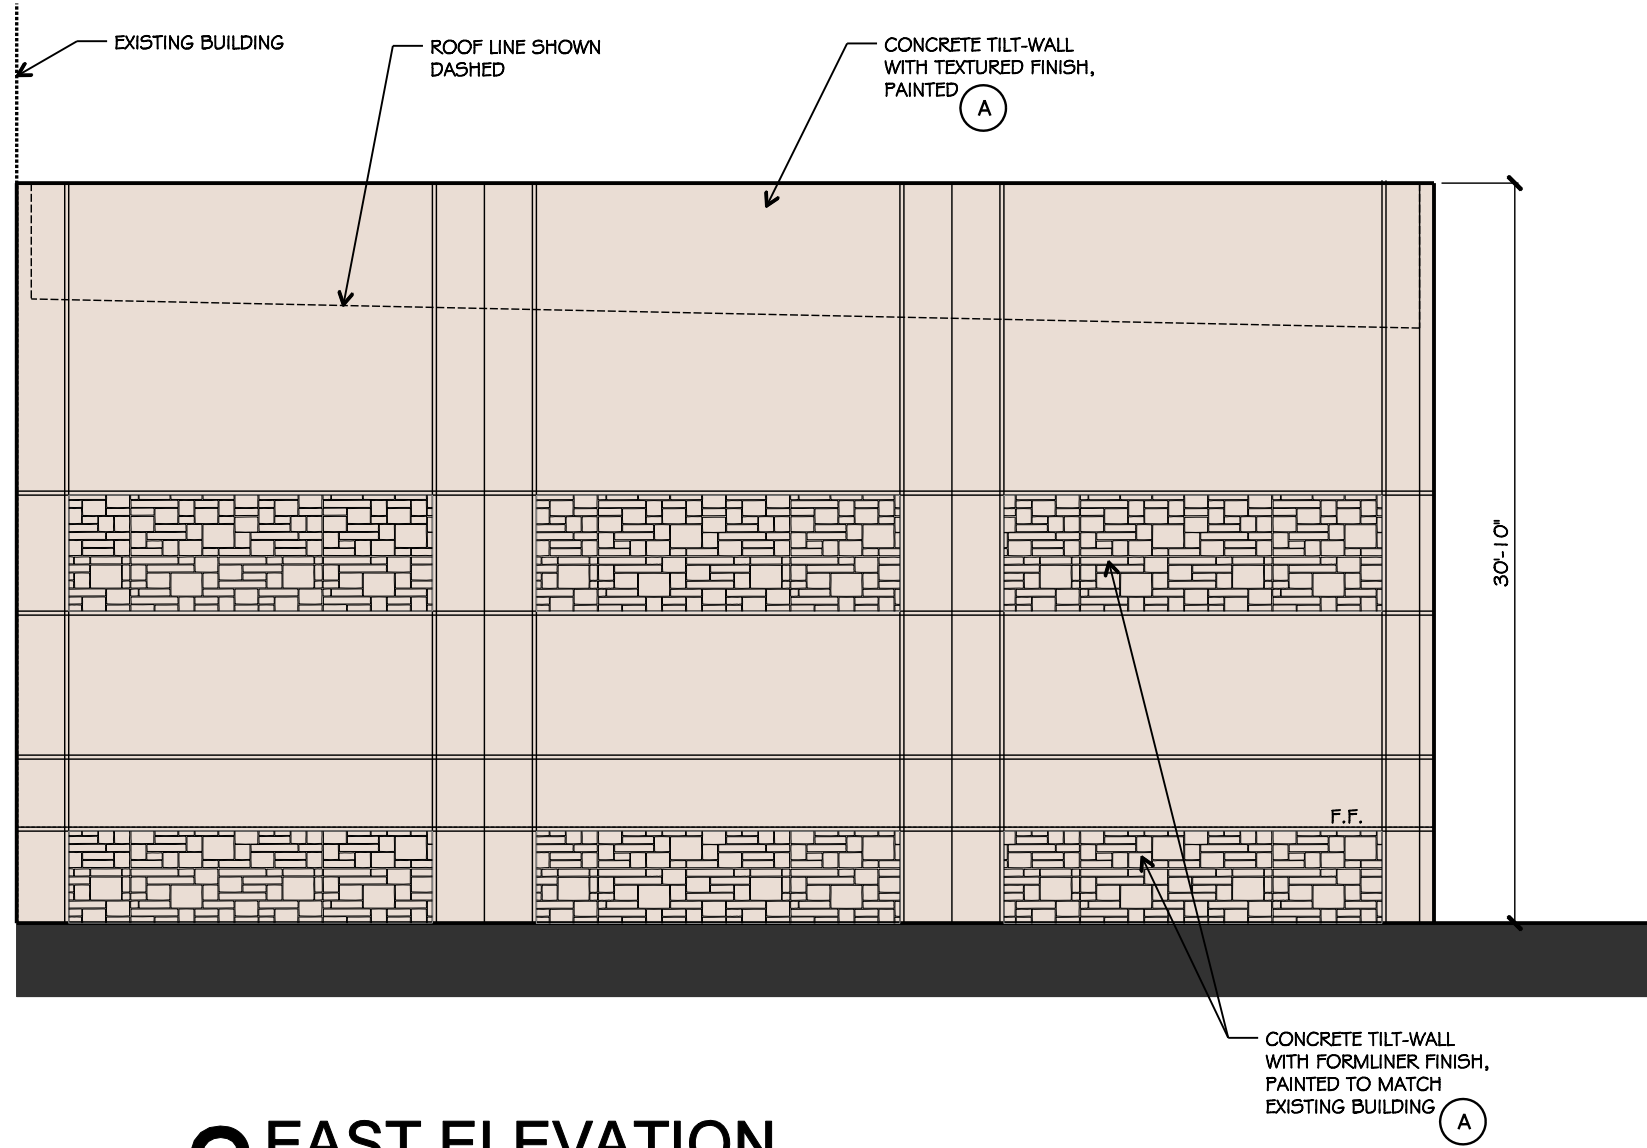 EXISTING BUILDING
ROOF LINE SHOWN
DASHED
CONCRETE TILT-WALL
WITH TEXTURED FINISH,
PAINTED
A
30'-10"
F.F.
CONCRETE TILT-WALL
WITH FORMLINER FINISH,
PAINTED TO MATCH
EXISTING BUILDING
A
EAST ELEVATION